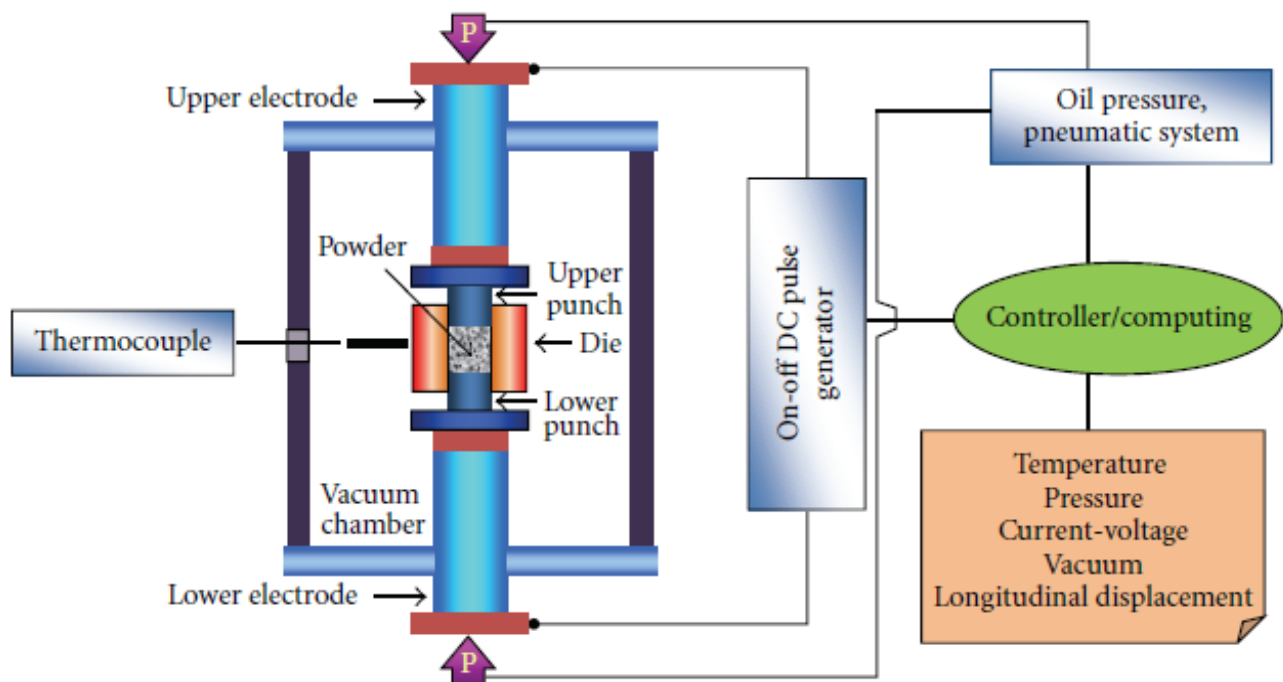 P
Upper electrode
Oil pressure,
pneumatic system
Powder
Upper
punch
Thermocouple
Die
On-off DC pulse
generator
Controller/computing
Lower
punch
Vacuum
chamber
Temperature
Pressure
Current-voltage
Vacuum
Longitudinal displacement
Lower electrode
P